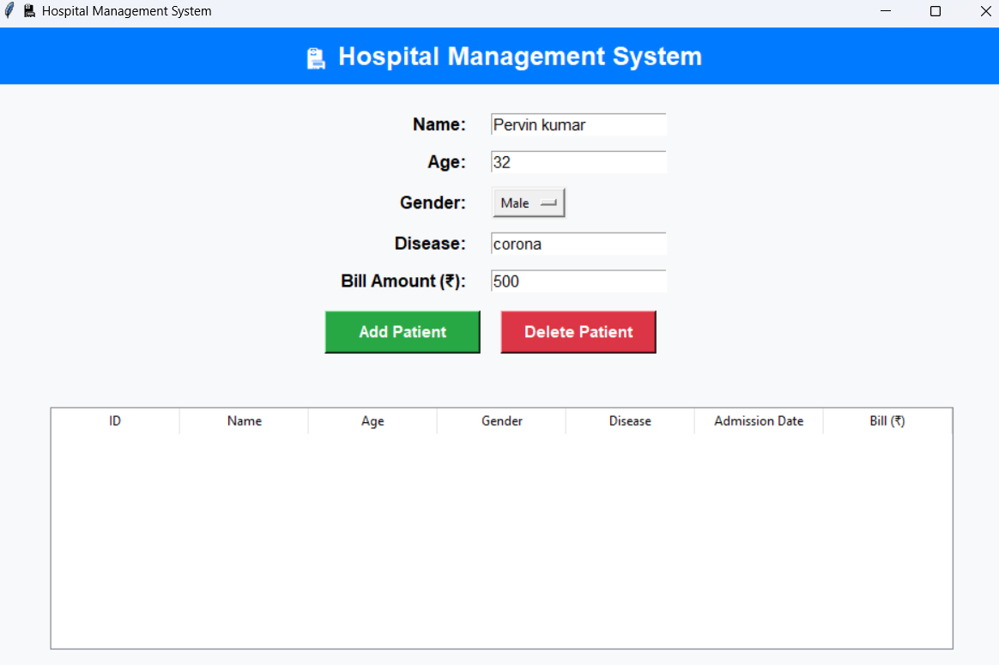 Hospital Management System
Hospital Management System
Name: Pervin kumar
Age: 32
Gender: Male
Disease: corona
Bill Amount (₹): 500
Add Patient Delete Patient
ID Name Age Gender Disease Admission Date Bill (₹)